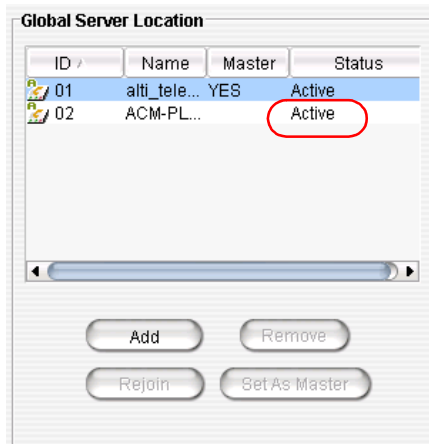 Global Server Location
ID / Name Master Status
01 alti_tele... YES Active
02 ACM-PL... Active
Add Remove
Rejoin Set As Master